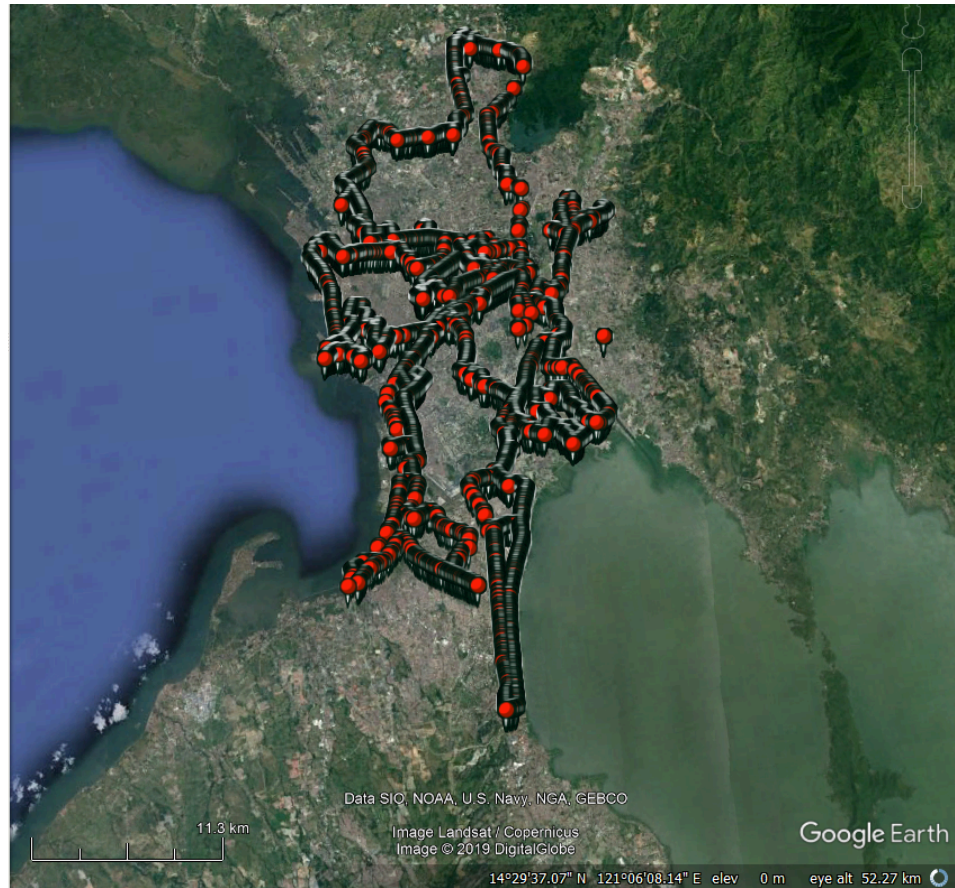 Data SIO, NOAA, U.S. Navy, NGA, GEBCO
11.3 km
Image Landsat / Copernicus
Image © 2019 DigitalGlobe
Google Earth
14°29'37.07" N 121°06'08.14" E elev 0 m eye alt 52.27 km